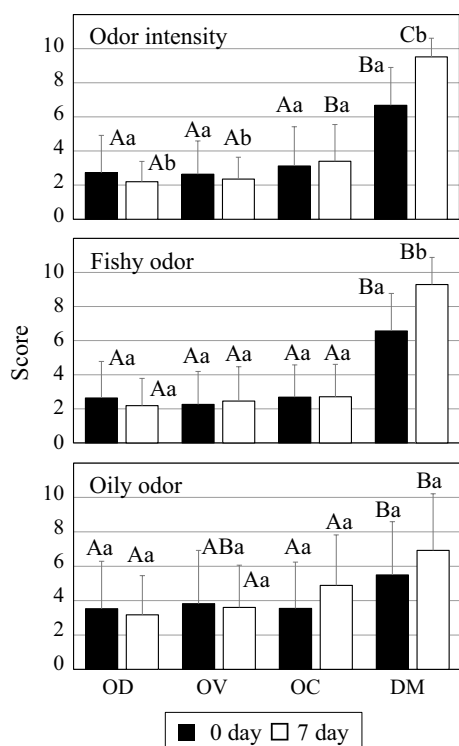 Odor intensity
10
8
6
4
2
0
Aa
Ab
Aa
Ab
Aa
Ba
Ba
Cb
Fishy odor
10
8
6
4
2
0
Aa
Aa
Aa
Aa
Aa
Aa
Ba
Bb
Score
Oily odor
10
8
6
4
2
0
Aa
Aa
ABa
Aa
Aa
Aa
Ba
Ba
OD OV OC DM
0 day 7 day